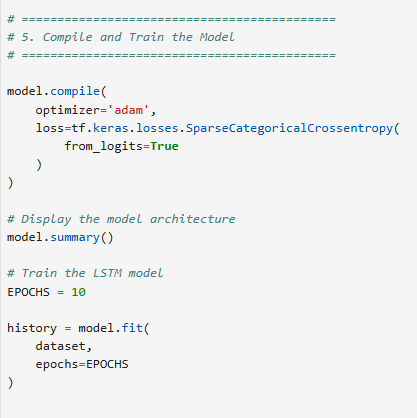 # ============================================
# 5. Compile and Train the Model
# ============================================
model.compile(
    optimizer='adam',
    loss=tf.keras.losses.SparseCategoricalCrossentropy(
        from_logits=True
    )
)
# Display the model architecture
model.summary()
# Train the LSTM model
EPOCHS = 10
history = model.fit(
    dataset,
    epochs=EPOCHS
)